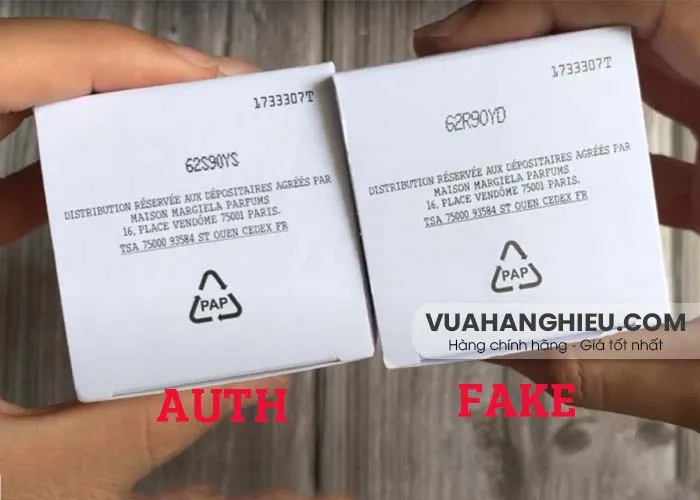 1733307T
62S90YS
DISTRIBUTION RÉSERVÉE AUX DÉPOSITAIRES AGRÉÉS PAR
MAISON MARGIELA PARFUMS
16, PLACE VENDÔME 75001 PARIS.
TSA 75000 93584 ST OUEN CEDEX FR
PAP
AUTH
1733307T
62R90YD
DISTRIBUTION RÉSERVÉE AUX DÉPOSITAIRES AGRÉÉS PAR
MAISON MARGIELA PARFUMS
16, PLACE VENDÔME 75001 PARIS.
TSA 75000 93584 ST OUEN CEDEX FR
PAP
VUAHANGHIEU.COM
Hàng chính hãng - Giá tốt nhất
FAKE